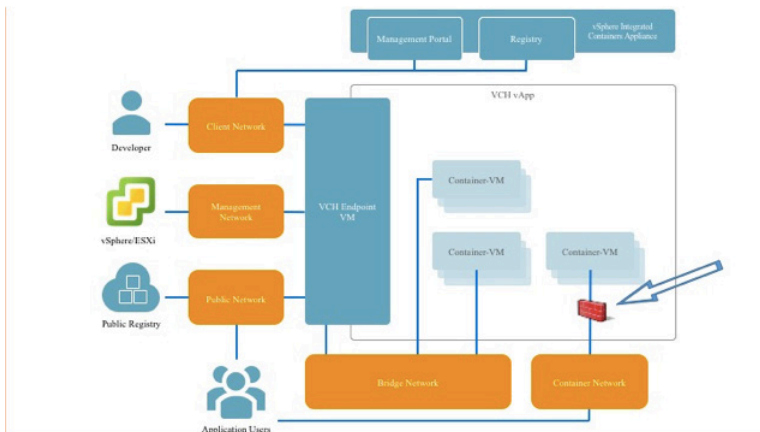 vSphere Integrated
Containers Appliance
Management Portal
Registry
VCH vApp
Client Network
Developer
Container-VM
Management
Network
VCH Endpoint
VM
vSphere/ESXi
Container-VM
Container-VM
Public Network
Public Registry
Bridge Network
Container Network
Application Users